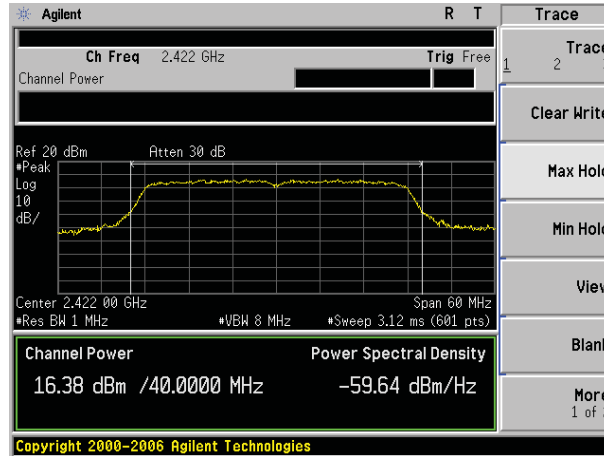 Agilent R T Trace
Ch Freq 2.422 GHz Trig Free
Channel Power
Trace
1 2
Clear Write
Max Hold
Min Hold
View
Blank
More
1 of
Ref 20 dBm Atten 30 dB
#Peak
Log
10
dB/
Center 2.422 00 GHz Span 60 MHz
#Res BW 1 MHz #VBW 8 MHz #Sweep 3.12 ms (601 pts)
Channel Power Power Spectral Density
16.38 dBm /40.0000 MHz -59.64 dBm/Hz
Copyright 2000-2006 Agilent Technologies